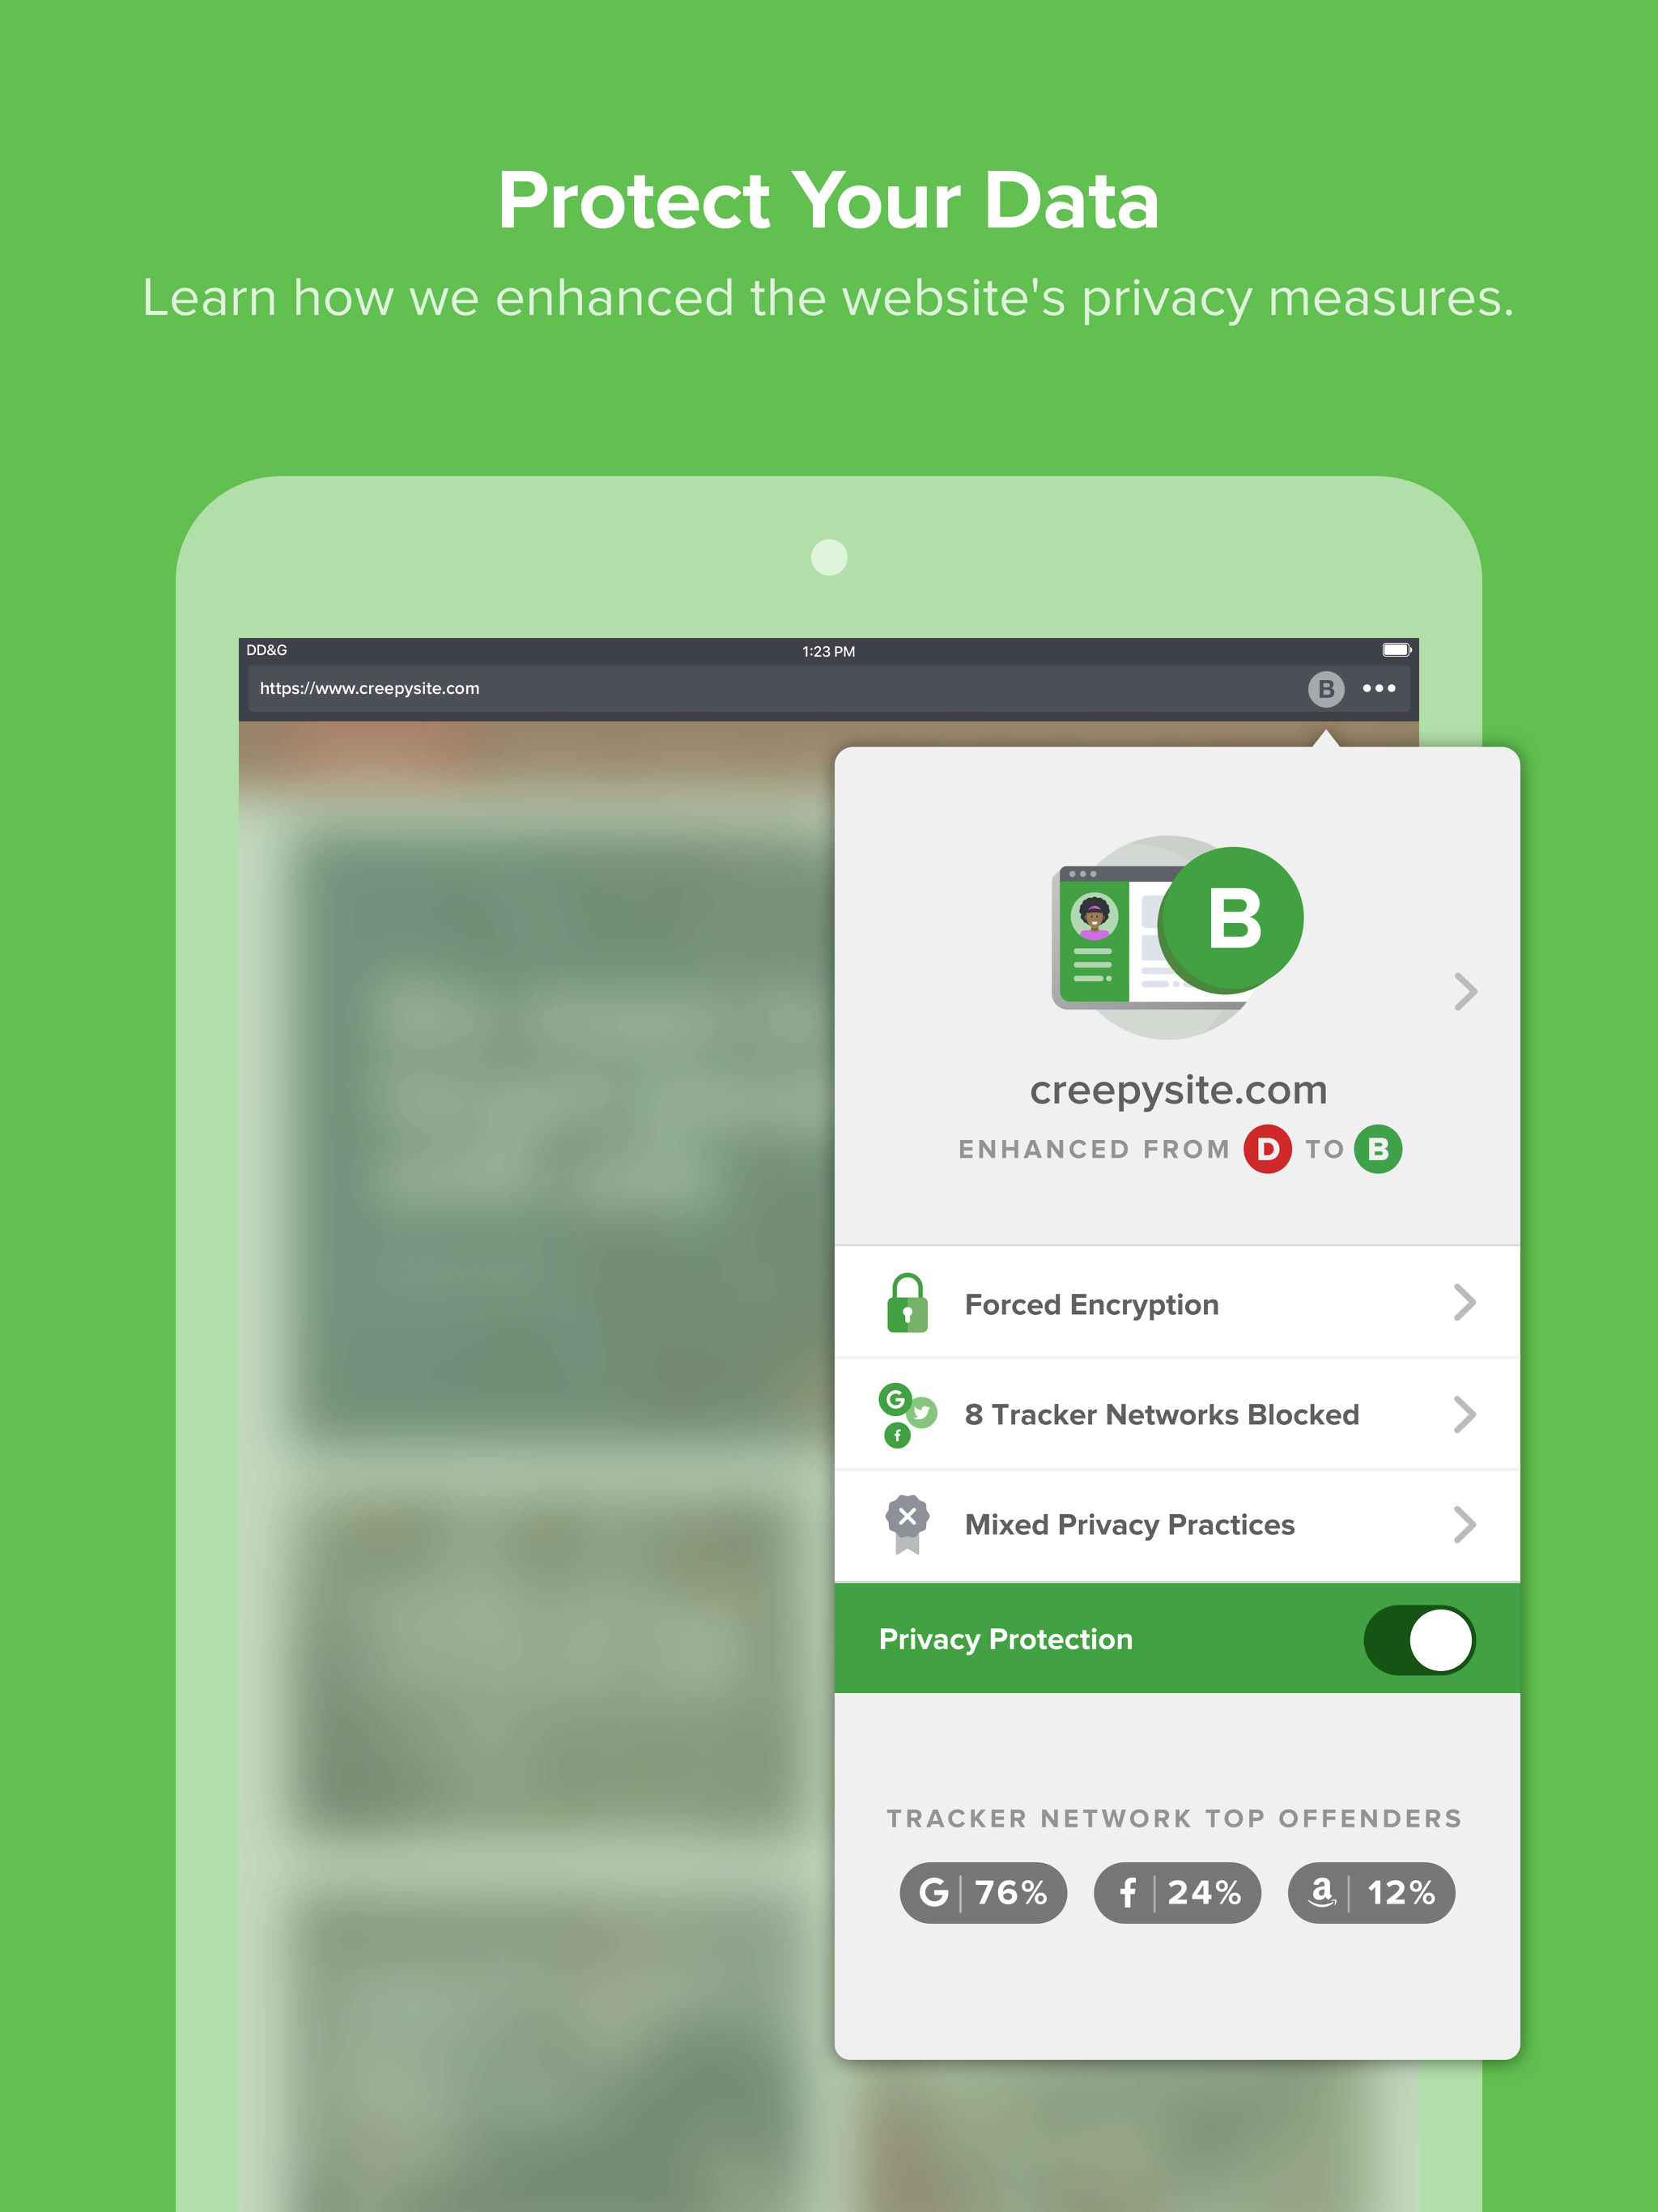 Protect Your Data
Learn how we enhanced the website's privacy measures.
DD&G
1:23 PM
https://www.creepysite.com
B
B
creepysite.com
ENHANCED FROM D TO B
Forced Encryption
8 Tracker Networks Blocked
Mixed Privacy Practices
Privacy Protection
TRACKER NETWORK TOP OFFENDERS
G 76% f 24% a 12%